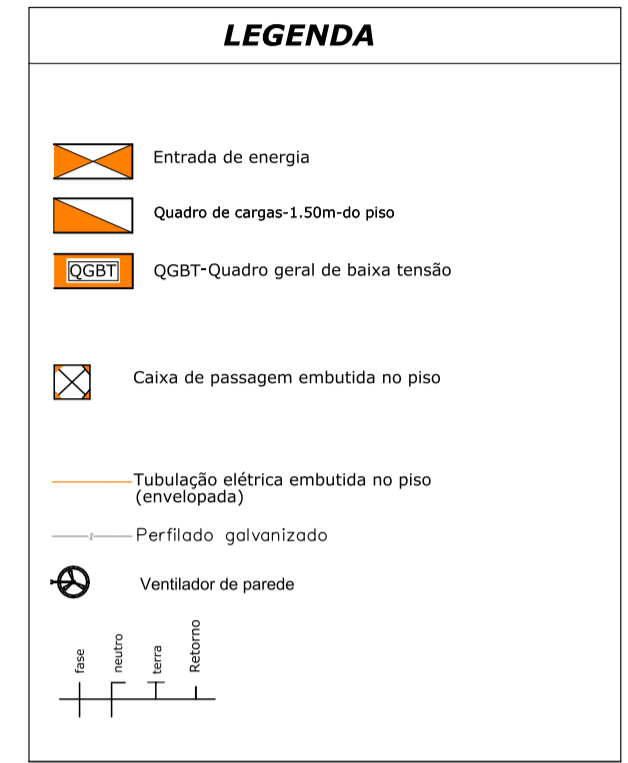 LEGENDA
Entrada de energia
Quadro de cargas-1.50m-do piso
QGBT
QGBT-Quadro geral de baixa tensão
Caixa de passagem embutida no piso
Tubulação elétrica embutida no piso
(envelopada)
Perfilado galvanizado
Ventilador de parede
fase
neutro
terra
Retorno